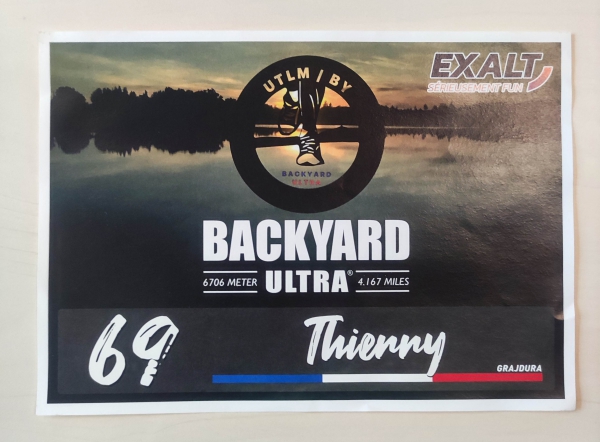 UTLM / BY
EXALT
SÉRIEUSEMENT FUN
BACKYARD
ULTRA
BACKYARD
6706 METER ULTRA® 4.167 MILES
69 Thierry
GRAJDURA